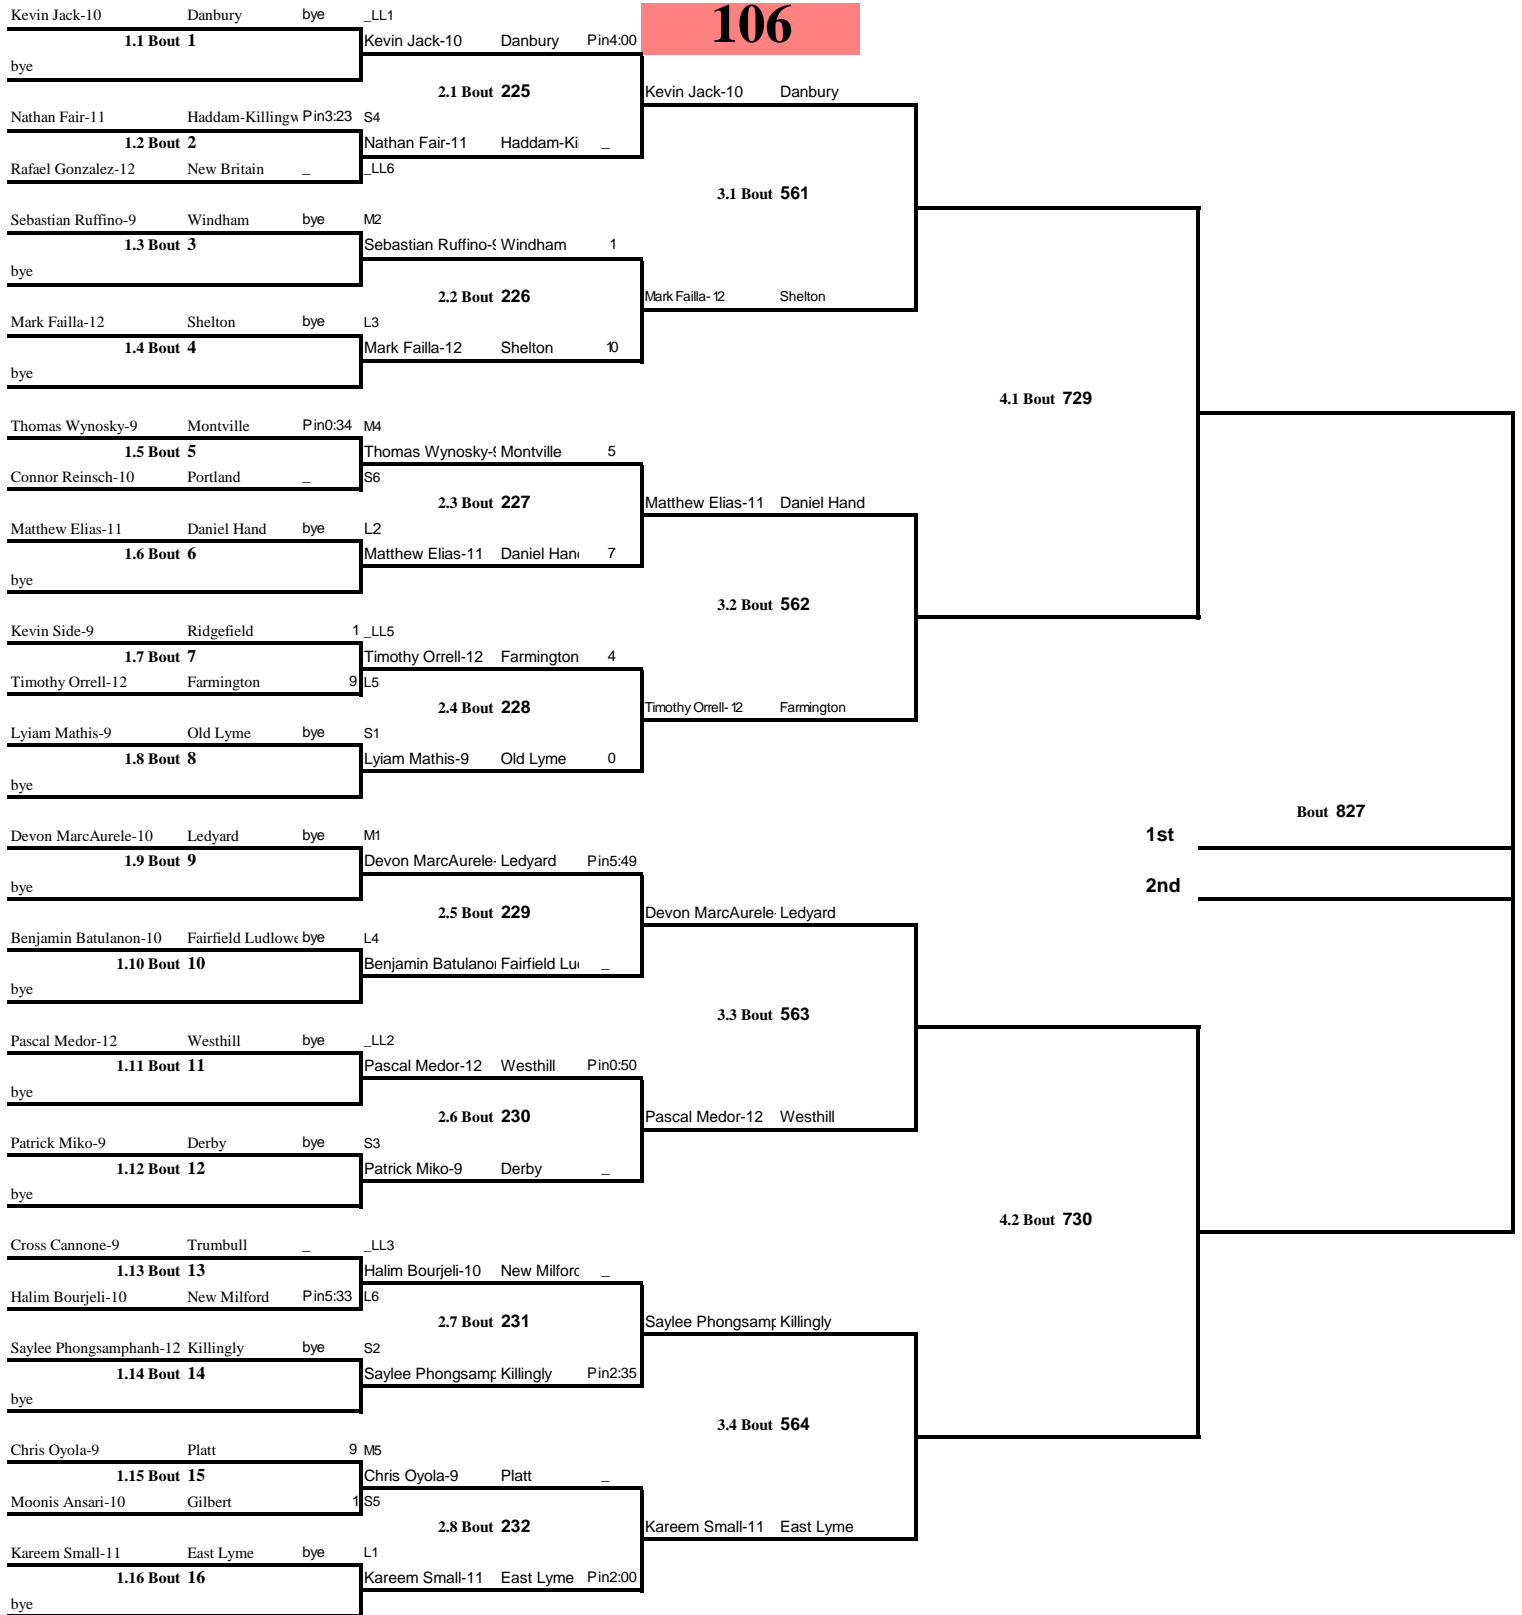 106
Kevin Jack-10 Danbury bye _LL1
1.1 Bout 1 Kevin Jack-10 Danbury Pin4:00
bye
2.1 Bout 225 Kevin Jack-10 Danbury
Nathan Fair-11 Haddam-Killingw Pin3:23 S4
1.2 Bout 2 Nathan Fair-11 Haddam-Ki _
Rafael Gonzalez-12 New Britain _ _LL6
3.1 Bout 561
Sebastian Ruffino-9 Windham bye M2
1.3 Bout 3 Sebastian Ruffino-9 Windham 1
bye
2.2 Bout 226 Mark Failla-12 Shelton
Mark Failla-12 Shelton bye L3
1.4 Bout 4 Mark Failla-12 Shelton 10
bye
4.1 Bout 729
Thomas Wynosky-9 Montville Pin0:34 M4
1.5 Bout 5 Thomas Wynosky-9 Montville 5
Connor Reinsch-10 Portland _ S6
2.3 Bout 227 Matthew Elias-11 Daniel Hand
Matthew Elias-11 Daniel Hand bye L2
1.6 Bout 6 Matthew Elias-11 Daniel Han 7
bye
3.2 Bout 562
Kevin Side-9 Ridgefield 1 _LL5
1.7 Bout 7 Timothy Orrell-12 Farmington 4
Timothy Orrell-12 Farmington 9 L5
2.4 Bout 228 Timothy Orrell-12 Farmington
Lyiam Mathis-9 Old Lyme bye S1
1.8 Bout 8 Lyiam Mathis-9 Old Lyme 0
bye
Bout 827
Devon MarcAurele-10 Ledyard bye M1
1st
1.9 Bout 9 Devon MarcAurele- Ledyard Pin5:49
bye
2nd
2.5 Bout 229 Devon MarcAurele- Ledyard
Benjamin Batulanon-10 Fairfield Ludlowe bye L4
1.10 Bout 10 Benjamin Batulanon Fairfield Lu _
bye
3.3 Bout 563
Pascal Medor-12 Westhill bye _LL2
1.11 Bout 11 Pascal Medor-12 Westhill Pin0:50
bye
2.6 Bout 230 Pascal Medor-12 Westhill
Patrick Miko-9 Derby bye S3
1.12 Bout 12 Patrick Miko-9 Derby _
bye
4.2 Bout 730
Cross Cannone-9 Trumbull _ _LL3
1.13 Bout 13 Halim Bourjeli-10 New Milford _
Halim Bourjeli-10 New Milford Pin5:33 L6
2.7 Bout 231 Saylee Phongsamp Killingly
Saylee Phongsamphanh-12 Killingly bye S2
1.14 Bout 14 Saylee Phongsamp Killingly Pin2:35
bye
3.4 Bout 564
Chris Oyola-9 Platt 9 M5
1.15 Bout 15 Chris Oyola-9 Platt _
Moonis Ansari-10 Gilbert 1 S5
2.8 Bout 232 Kareem Small-11 East Lyme
Kareem Small-11 East Lyme bye L1
1.16 Bout 16 Kareem Small-11 East Lyme Pin2:00
bye